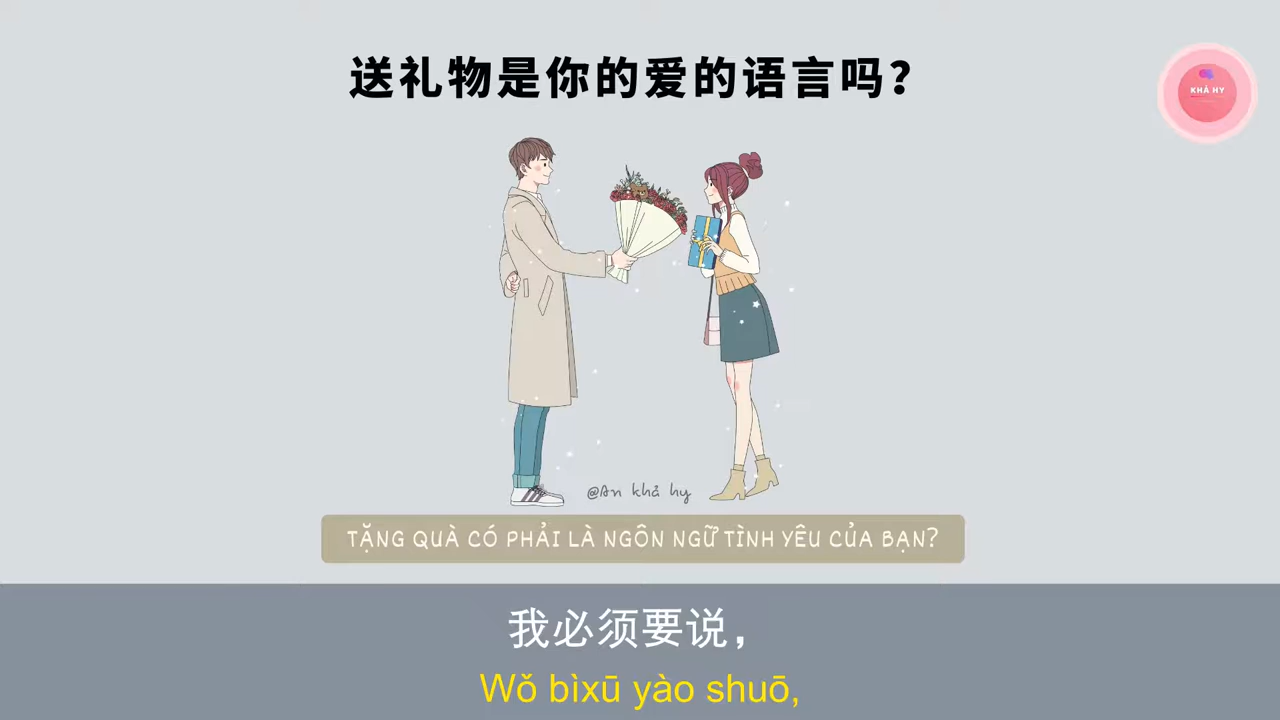 送礼物是你的爱的语言吗?
KHẢ HY
@An khả hy
TẶNG QUÀ CÓ PHẢI LÀ NGÔN NGỮ TÌNH YÊU CỦA BẠN?
我必须要说，
Wǒ bìxū yào shuō,